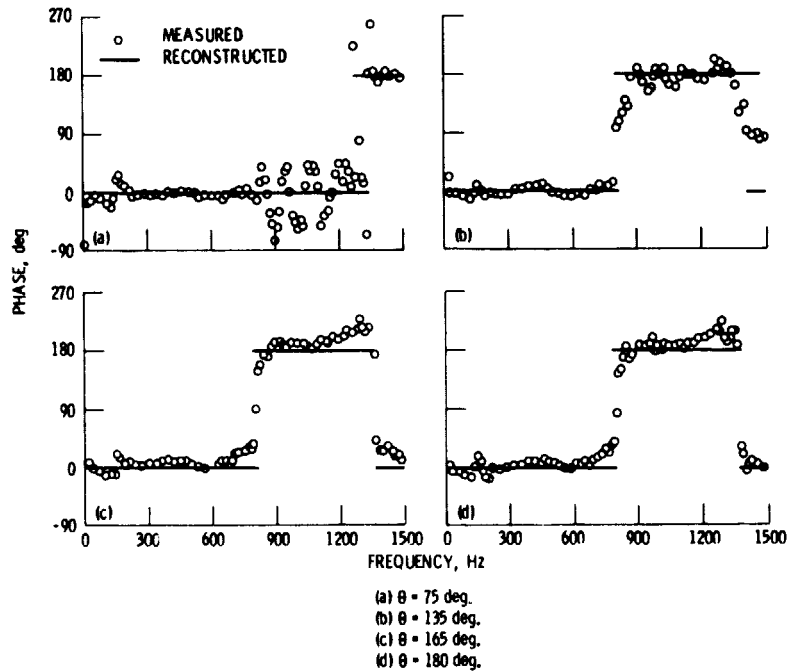 270
180
90
0
-90
MEASURED
RECONSTRUCTED
(a)
(b)
PHASE, deg
270
180
90
0
-90
(c)
(d)
0 300 600 900 1200 1500
0 300 600 900 1200 1500
FREQUENCY, Hz
(a) θ = 75 deg.
(b) θ = 135 deg.
(c) θ = 165 deg.
(d) θ = 180 deg.